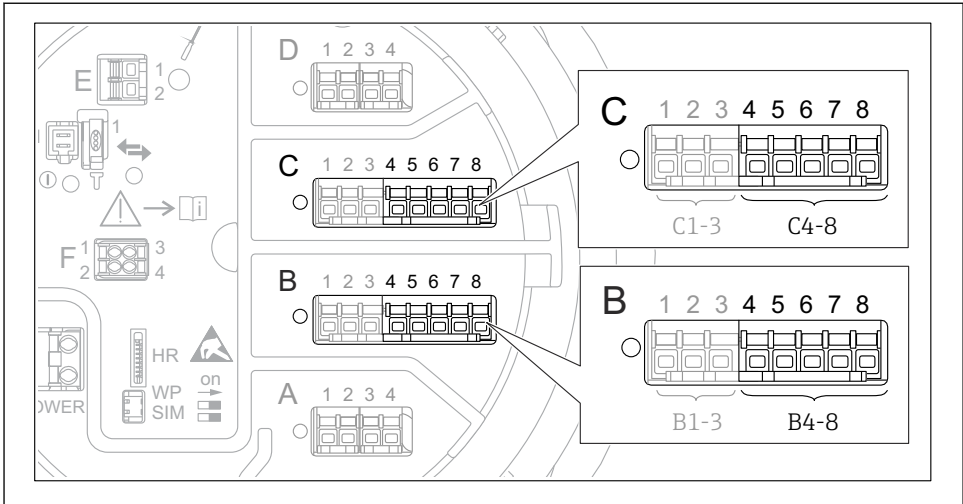 D 1 2 3 4
E 1
2
1
C 1 2 3 4 5 6 7 8
i
F 1 3
2 4
B 1 2 3 4 5 6 7 8
HR
WP on
SIM
OWER
A 1 2 3 4
C 1 2 3 4 5 6 7 8
C1-3 C4-8
B 1 2 3 4 5 6 7 8
B1-3 B4-8